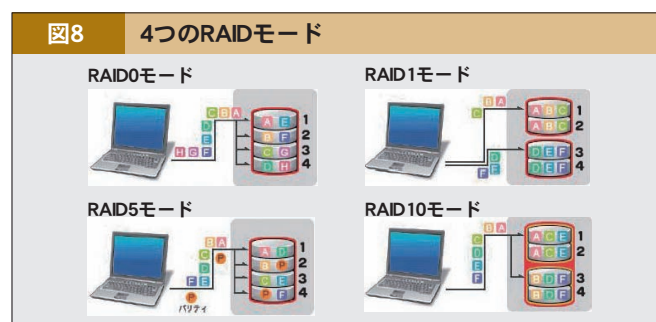 図8 4つのRAIDモード
RAID0モード
C B A
D
E
H G F
A E 1
B F 2
C G 3
D H 4
RAID1モード
B A
C
D
F E
A B C 1
A B C 2
D E F 3
D E F 4
RAID5モード
B A
C P
D
F E
P
パリティ
A D 1
B P 2
C E 3
P F 4
RAID10モード
B A
C
D
E
F
A C E 1
A C E 2
B D F 3
B D F 4